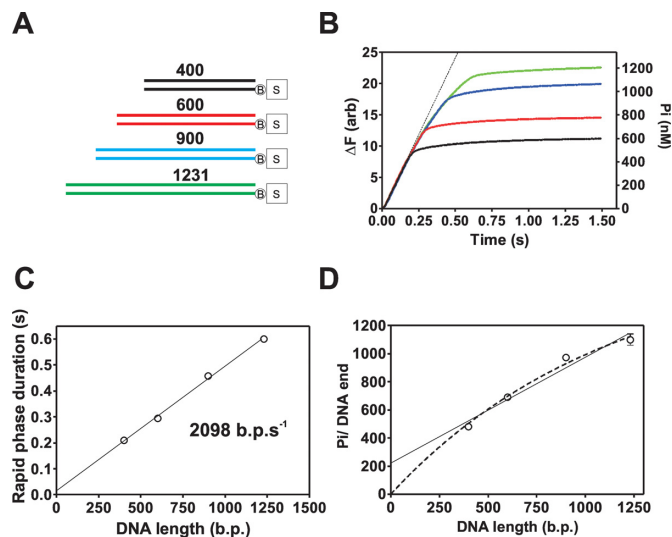 A
400
B S
600
B S
900
B S
1231
B S
B
ΔF (arb)
25
20
15
10
5
0
0.00 0.25 0.50 0.75 1.00 1.25 1.50
Time (s)
1200
1000
800
600
400
200
0
Pi (nM)
C
Rapid phase duration (s)
0.6
0.5
0.4
0.3
0.2
0.1
0.0
2098 b.p.s-1
0 250 500 750 1000 1250 1500
DNA length (b.p.)
D
Pi/ DNA end
1200
1000
800
600
400
200
0
0 250 500 750 1000 1250
DNA length (b.p.)